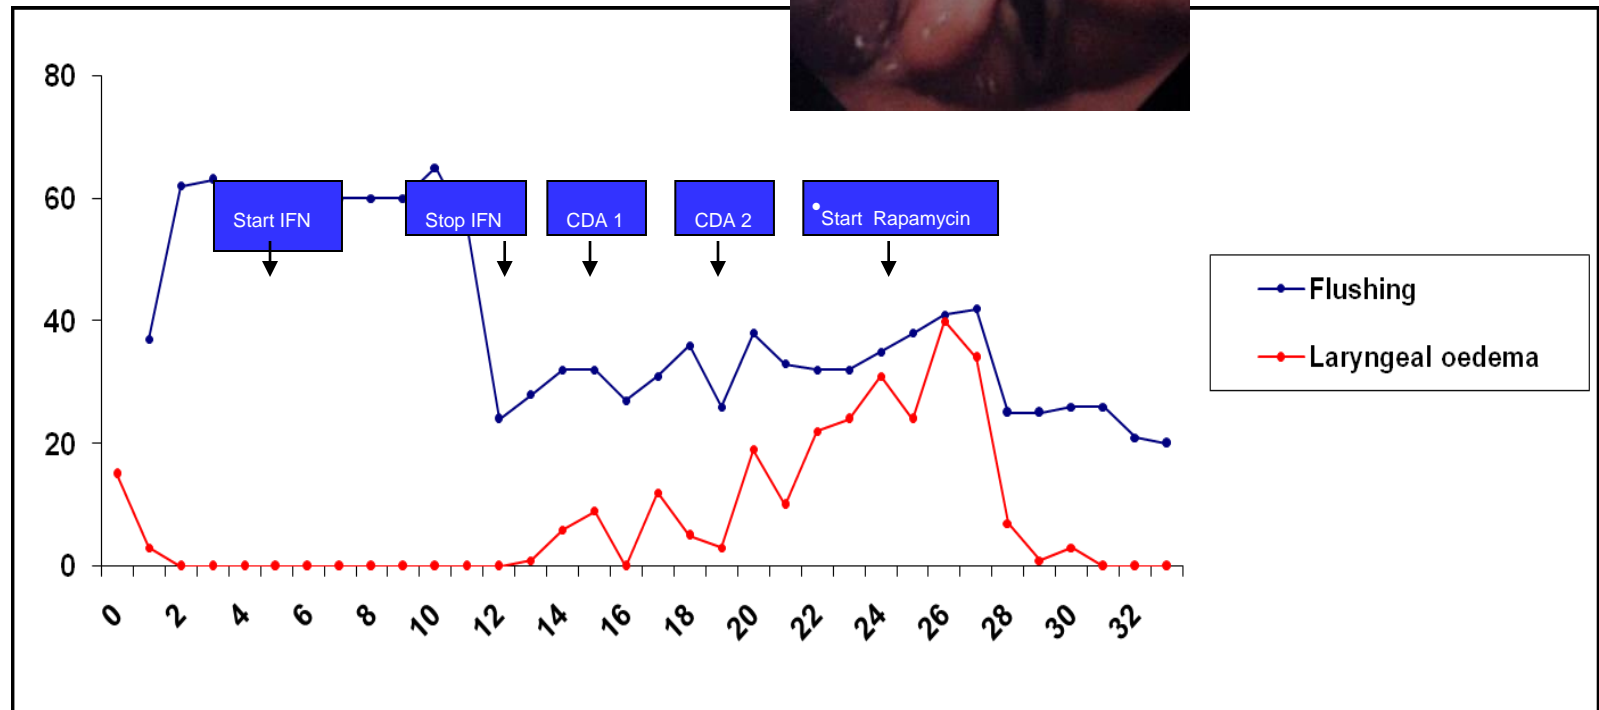 80
60
40
20
0
Start IFN
Stop IFN
CDA 1
CDA 2
•Start Rapamycin
Flushing
Laryngeal oedema
0 2 4 6 8 10 12 14 16 18 20 22 24 26 28 30 32